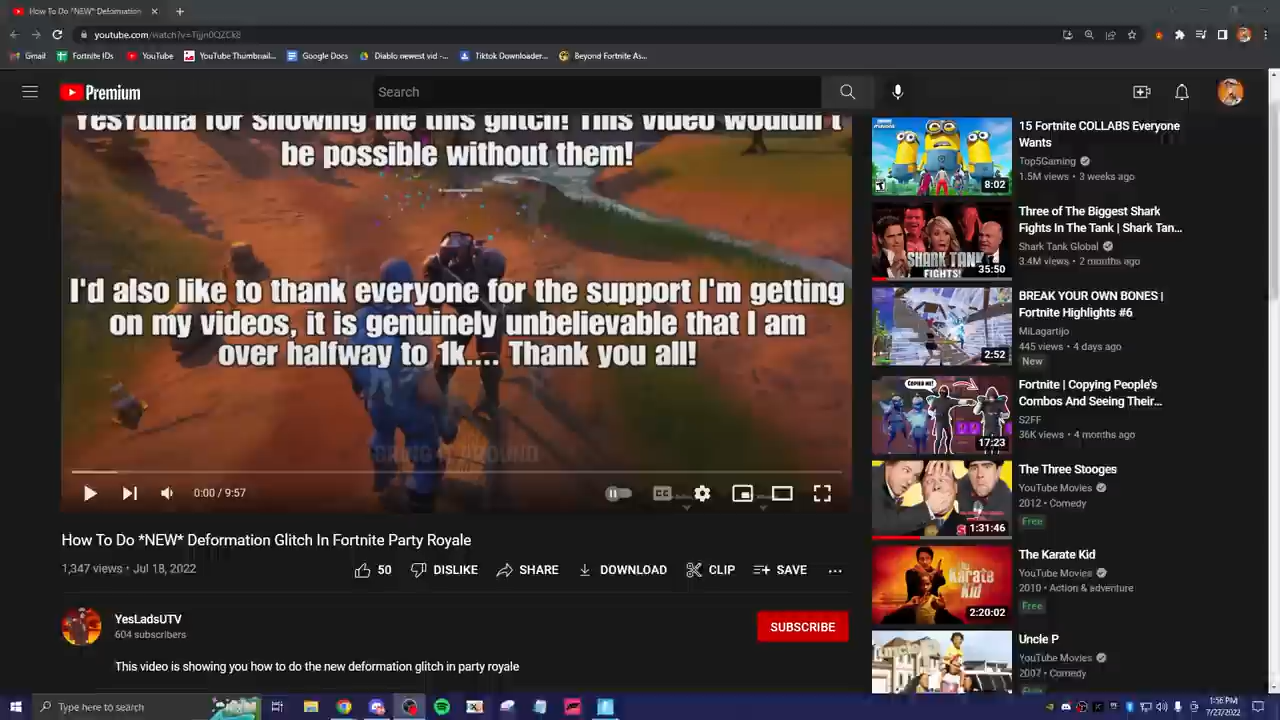 How To Do *NEW* Deformation
youtube.com/watch?v=
Gmail
Fortnite IDs
YouTube
YouTube Thumbnail...
Google Docs
Diablo newest vid -...
Tiktok Downloader...
Beyond Fortnite As...
Premium
Search
YesYuma for showing me this glitch! This video wouldn't
be possible without them!
I'd also like to thank everyone for the support I'm getting
on my videos, it is genuinely unbelievable that I am
over halfway to 1k.... Thank you all!
0:00 / 9:57
How To Do *NEW* Deformation Glitch In Fortnite Party Royale
1,347 views • Jul 18, 2022
50
DISLIKE
SHARE
DOWNLOAD
CLIP
SAVE
YesLadsUTV
604 subscribers
SUBSCRIBE
This video is showing you how to do the new deformation glitch in party royale
8:02
15 Fortnite COLLABS Everyone
Wants
Top5Gaming
1.5M views • 3 weeks ago
SHARK TANK
FIGHTS!
35:50
Three of The Biggest Shark
Fights In The Tank | Shark Tan...
Shark Tank Global
3.4M views • 2 months ago
2:52
BREAK YOUR OWN BONES |
Fortnite Highlights #6
MiLagartijo
445 views • 4 days ago
New
COPIED ME!
17:23
Fortnite | Copying People's
Combos And Seeing Their...
S2FF
36K views • 4 months ago
1:31:46
The Three Stooges
YouTube Movies
2012 • Comedy
Free
the Karate Kid
2:20:02
The Karate Kid
YouTube Movies
2010 • Action & adventure
Free
Uncle P
YouTube Movies
2007 • Comedy
Free
Type here to search
1:56 PM
7/27/2022